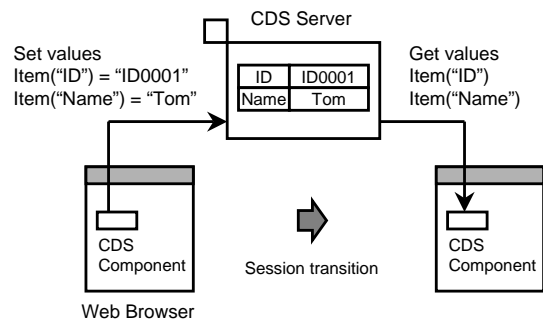 CDS Server
Set values
Item(“ID”) = “ID0001”
Item(“Name”) = “Tom”
ID ID0001
Name Tom
Get values
Item(“ID”)
Item(“Name”)
CDS
Component
Session transition
CDS
Component
Web Browser